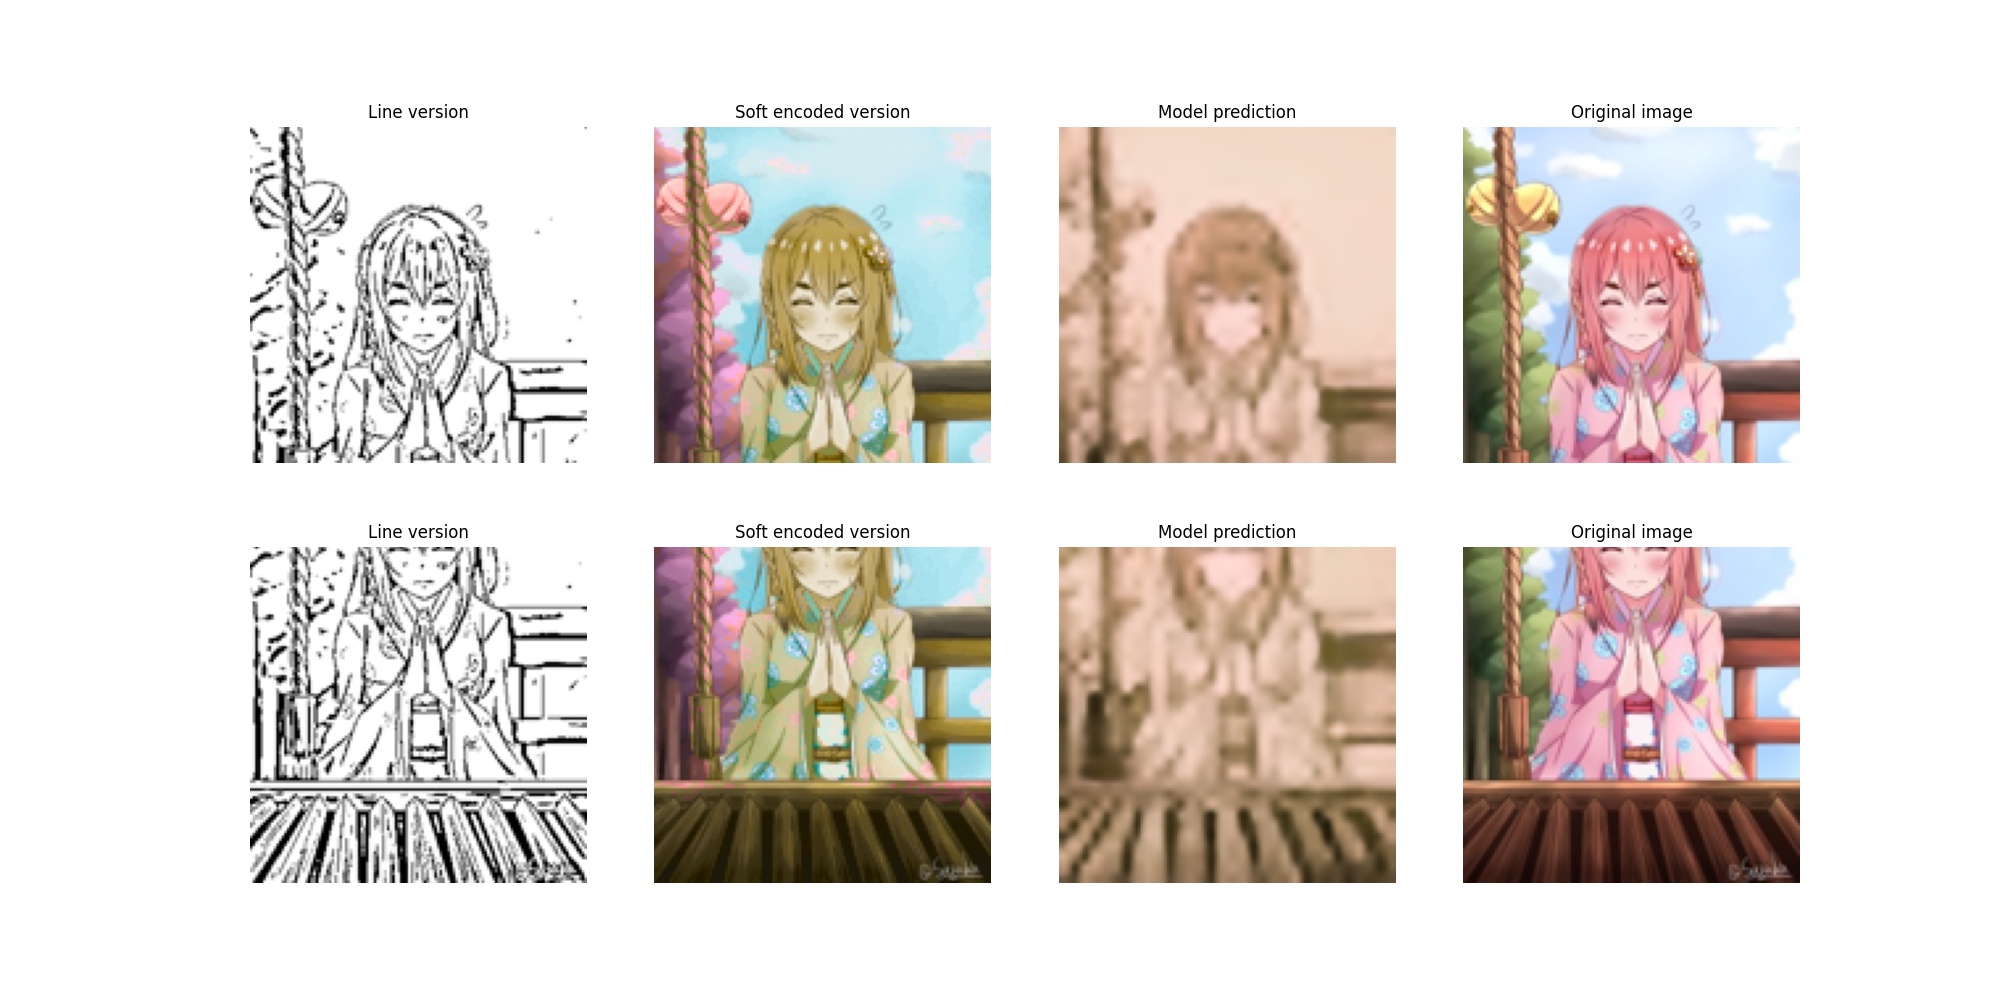 Line version
Soft encoded version
Model prediction
Original image
Line version
Soft encoded version
Model prediction
Original image